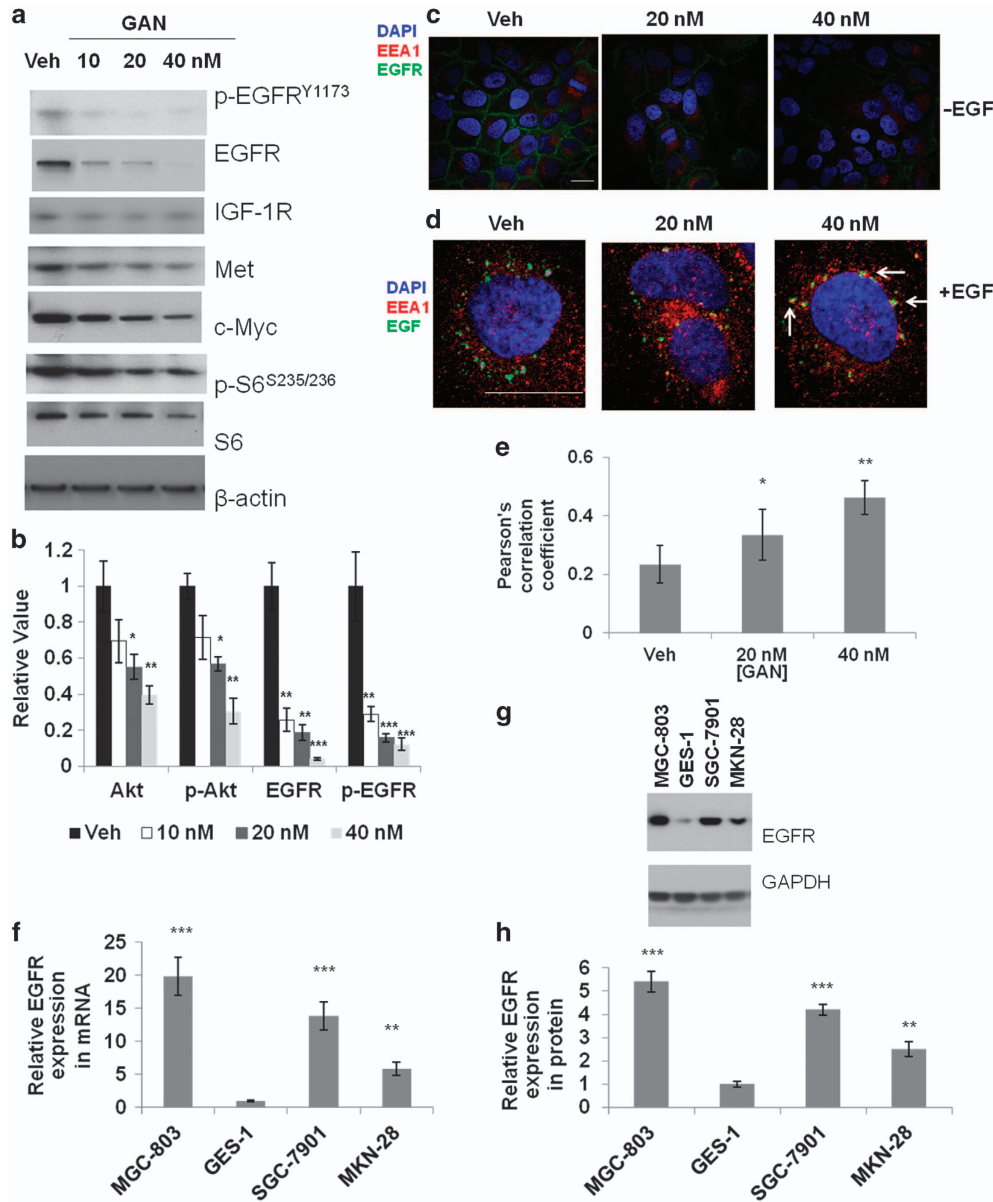 a
GAN
Veh 10 20 40 nM
p-EGFRY1173
EGFR
IGF-1R
Met
c-Myc
p-S6S235/236
S6
β-actin
b
1.2
1
0.8
0.6
0.4
0.2
0
Relative Value
* ** * ** ** ** *** ** *** ***
Akt p-Akt EGFR p-EGFR
Veh 10 nM 20 nM 40 nM
c
Veh 20 nM 40 nM
DAPI
EEA1
EGFR
–EGF
d
Veh 20 nM 40 nM
DAPI
EEA1
EGF
+EGF
e
Pearson's
correlation
coefficient
0.6
0.4
0.2
0
* **
Veh 20 nM 40 nM
[GAN]
g
MGC-803
GES-1
SGC-7901
MKN-28
EGFR
GAPDH
f
Relative EGFR
expression
in mRNA
25
20
15
10
5
0
*** *** **
MGC-803 GES-1 SGC-7901 MKN-28
h
Relative EGFR
expression
in protein
6
5
4
3
2
1
0
*** *** **
MGC-803 GES-1 SGC-7901 MKN-28